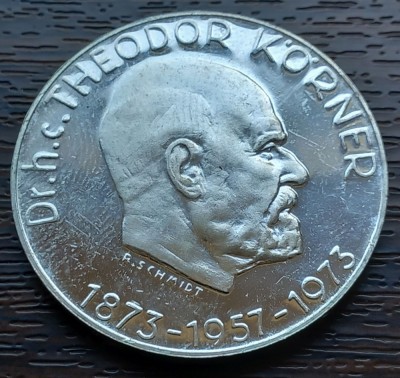 Dr.h.c. THEODOR KÖRNER
R. SCHMIDT
1873-1957-1973